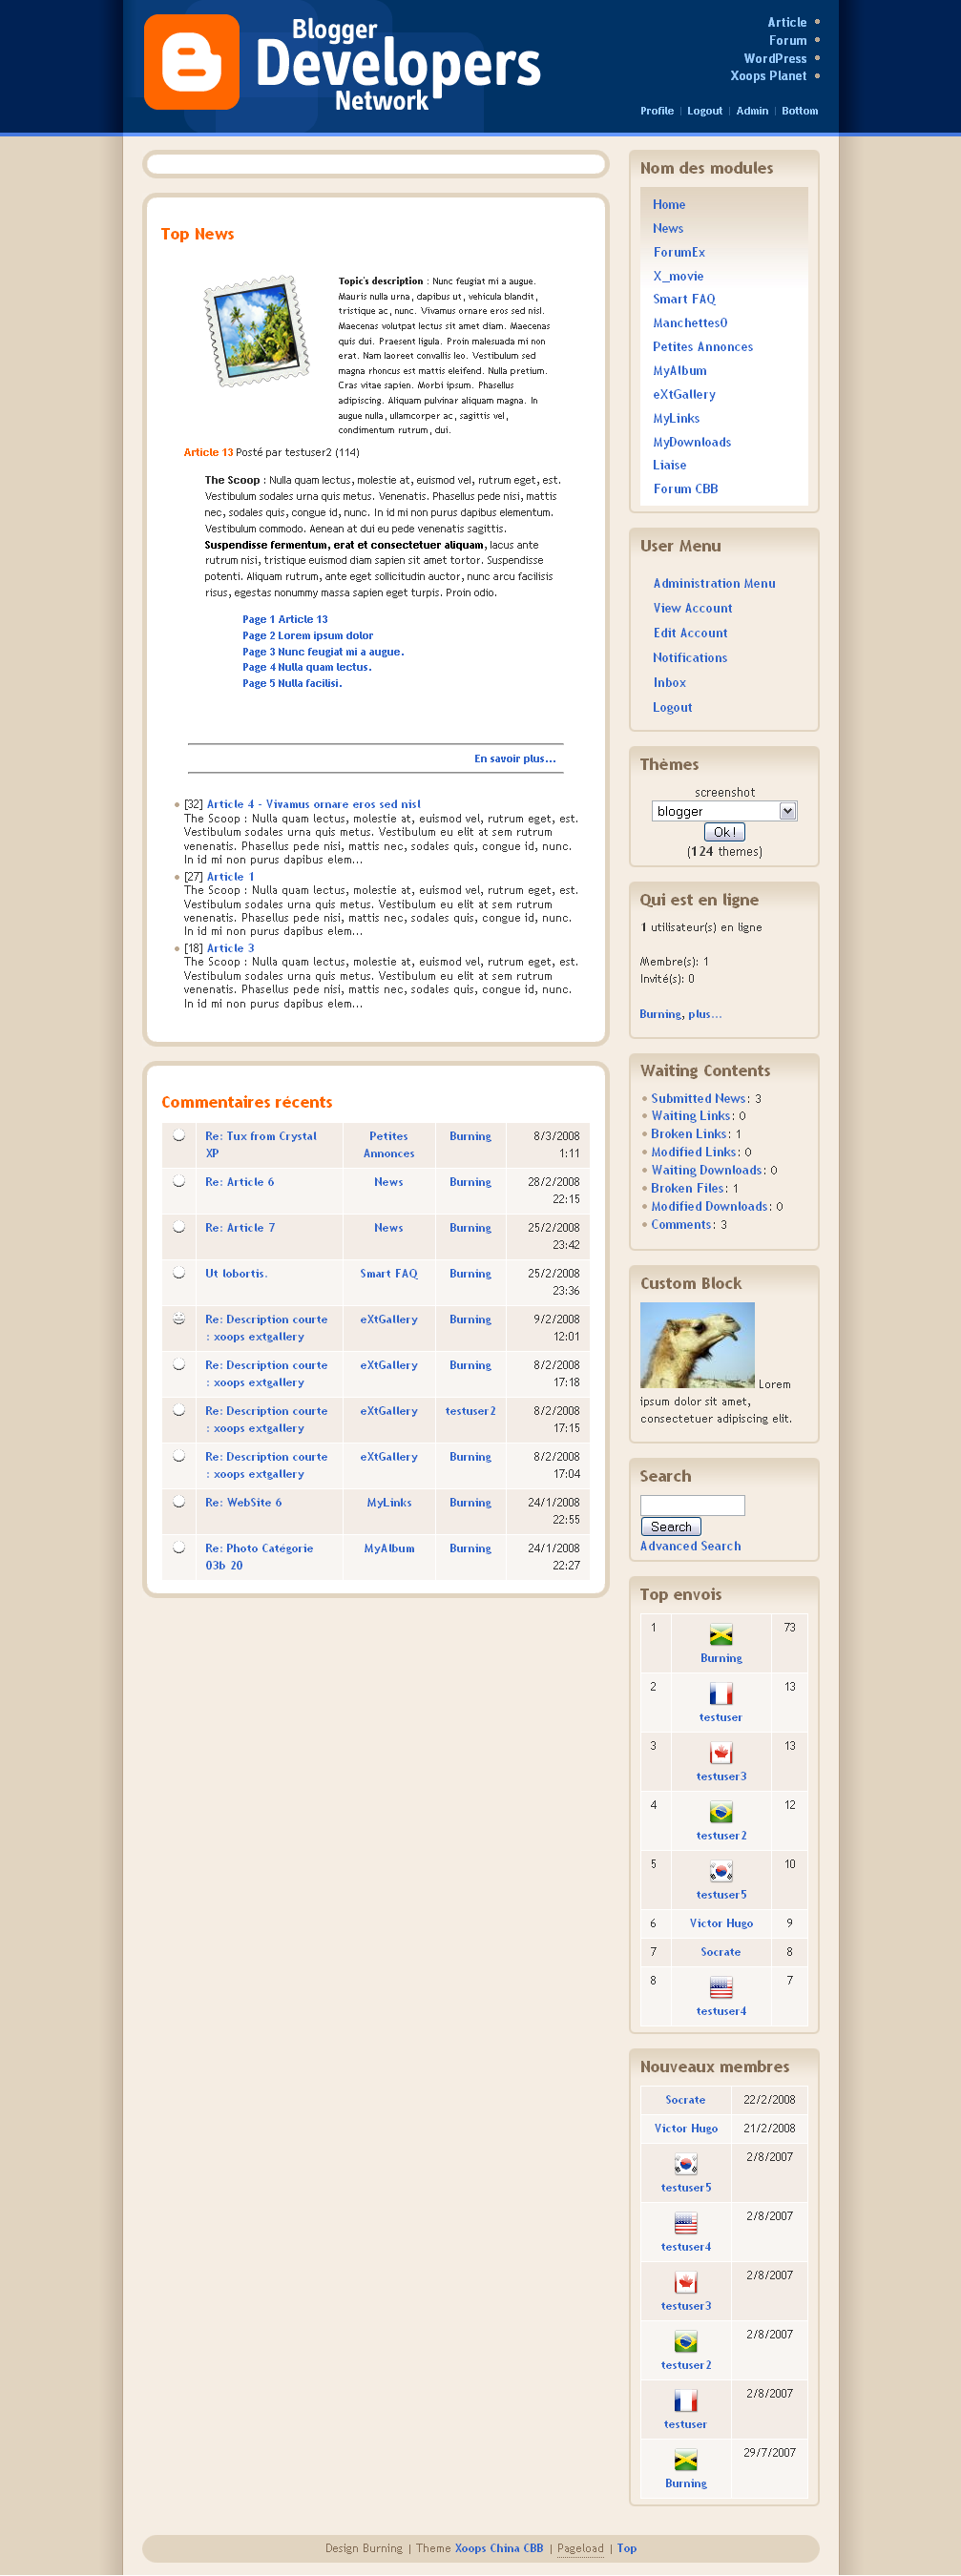 Blogger
Developers
Network
Article
Forum
WordPress
Xoops Planet
Profile | Logout | Admin | Bottom
Top News
Topic's description : Nunc feugiat mi a augue.
Mauris nulla urna, dapibus ut, vehicula blandit,
tristique ac, nunc. Vivamus ornare eros sed nisl.
Maecenas volutpat lectus sit amet diam. Maecenas
quis dui. Praesent ligula. Proin malesuada mi non
erat. Nam laoreet convallis leo. Vestibulum sed
magna rhoncus est mattis eleifend. Nulla pretium.
Cras vitae sapien. Morbi ipsum. Phasellus
adipiscing. Aliquam pulvinar aliquam magna. In
augue nulla, ullamcorper ac, sagittis vel,
condimentum rutrum, dui.
Article 13 Posté par testuser2 (114)
The Scoop : Nulla quam lectus, molestie at, euismod vel, rutrum eget, est.
Vestibulum sodales urna quis metus. Venenatis. Phasellus pede nisi, mattis
nec, sodales quis, congue id, nunc. In id mi non purus dapibus elementum.
Vestibulum commodo. Aenean at dui eu pede venenatis sagittis.
Suspendisse fermentum, erat et consectetuer aliquam, lacus ante
rutrum nisi, tristique euismod diam sapien sit amet tortor. Suspendisse
potenti. Aliquam rutrum, ante eget sollicitudin auctor, nunc arcu facilisis
risus, egestas nonummy massa sapien eget turpis. Proin odio.
Page 1 Article 13
Page 2 Lorem ipsum dolor
Page 3 Nunc feugiat mi a augue.
Page 4 Nulla quam lectus.
Page 5 Nulla facilisi.
En savoir plus...
[32] Article 4 - Vivamus ornare eros sed nisl
The Scoop : Nulla quam lectus, molestie at, euismod vel, rutrum eget, est.
Vestibulum sodales urna quis metus. Vestibulum eu elit at sem rutrum
venenatis. Phasellus pede nisi, mattis nec, sodales quis, congue id, nunc.
In id mi non purus dapibus elem...
[27] Article 1
The Scoop : Nulla quam lectus, molestie at, euismod vel, rutrum eget, est.
Vestibulum sodales urna quis metus. Vestibulum eu elit at sem rutrum
venenatis. Phasellus pede nisi, mattis nec, sodales quis, congue id, nunc.
In id mi non purus dapibus elem...
[18] Article 3
The Scoop : Nulla quam lectus, molestie at, euismod vel, rutrum eget, est.
Vestibulum sodales urna quis metus. Vestibulum eu elit at sem rutrum
venenatis. Phasellus pede nisi, mattis nec, sodales quis, congue id, nunc.
In id mi non purus dapibus elem...
Commentaires récents
Re: Tux from Crystal XP Petites Annonces Burning 8/3/2008 1:11
Re: Article 6 News Burning 28/2/2008 22:15
Re: Article 7 News Burning 25/2/2008 23:42
Ut lobortis. Smart FAQ Burning 25/2/2008 23:36
Re: Description courte : xoops extgallery eXtGallery Burning 9/2/2008 12:01
Re: Description courte : xoops extgallery eXtGallery Burning 8/2/2008 17:18
Re: Description courte : xoops extgallery eXtGallery testuser2 8/2/2008 17:15
Re: Description courte : xoops extgallery eXtGallery Burning 8/2/2008 17:04
Re: WebSite 6 MyLinks Burning 24/1/2008 22:55
Re: Photo Catégorie 03b 20 MyAlbum Burning 24/1/2008 22:27
Nom des modules
Home
News
ForumEx
X_movie
Smart FAQ
Manchettes0
Petites Annonces
MyAlbum
eXtGallery
MyLinks
MyDownloads
Liaise
Forum CBB
User Menu
Administration Menu
View Account
Edit Account
Notifications
Inbox
Logout
Thèmes
screenshot
blogger
Ok !
(124 themes)
Qui est en ligne
1 utilisateur(s) en ligne
Membre(s): 1
Invité(s): 0
Burning, plus...
Waiting Contents
Submitted News: 3
Waiting Links: 0
Broken Links: 1
Modified Links: 0
Waiting Downloads: 0
Broken Files: 1
Modified Downloads: 0
Comments: 3
Custom Block
Lorem
ipsum dolor sit amet,
consectetuer adipiscing elit.
Search
Search
Advanced Search
Top envois
1 Burning 73
2 testuser 13
3 testuser3 13
4 testuser2 12
5 testuser5 10
6 Victor Hugo 9
7 Socrate 8
8 testuser4 7
Nouveaux membres
Socrate 22/2/2008
Victor Hugo 21/2/2008
testuser5 2/8/2007
testuser4 2/8/2007
testuser3 2/8/2007
testuser2 2/8/2007
testuser 2/8/2007
Burning 29/7/2007
Design Burning | Theme Xoops China CBB | Pageload | Top